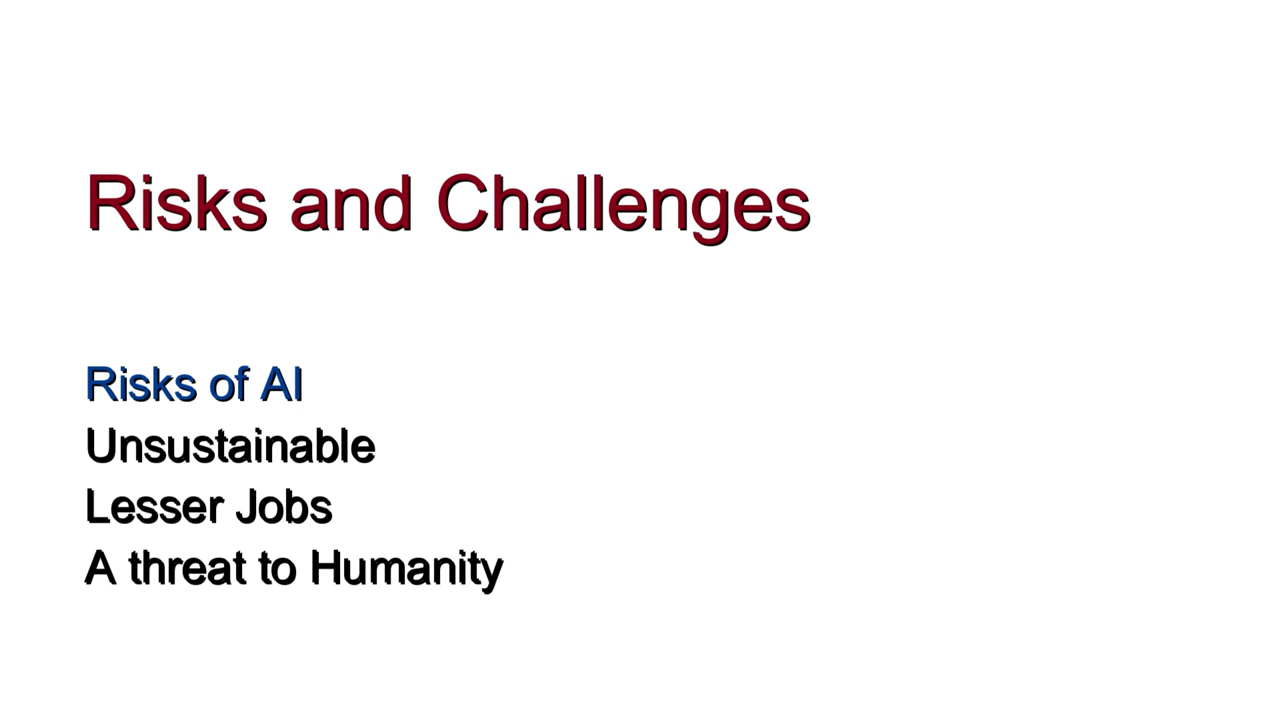 Risks and Challenges
Risks of AI
Unsustainable
Lesser Jobs
A threat to Humanity